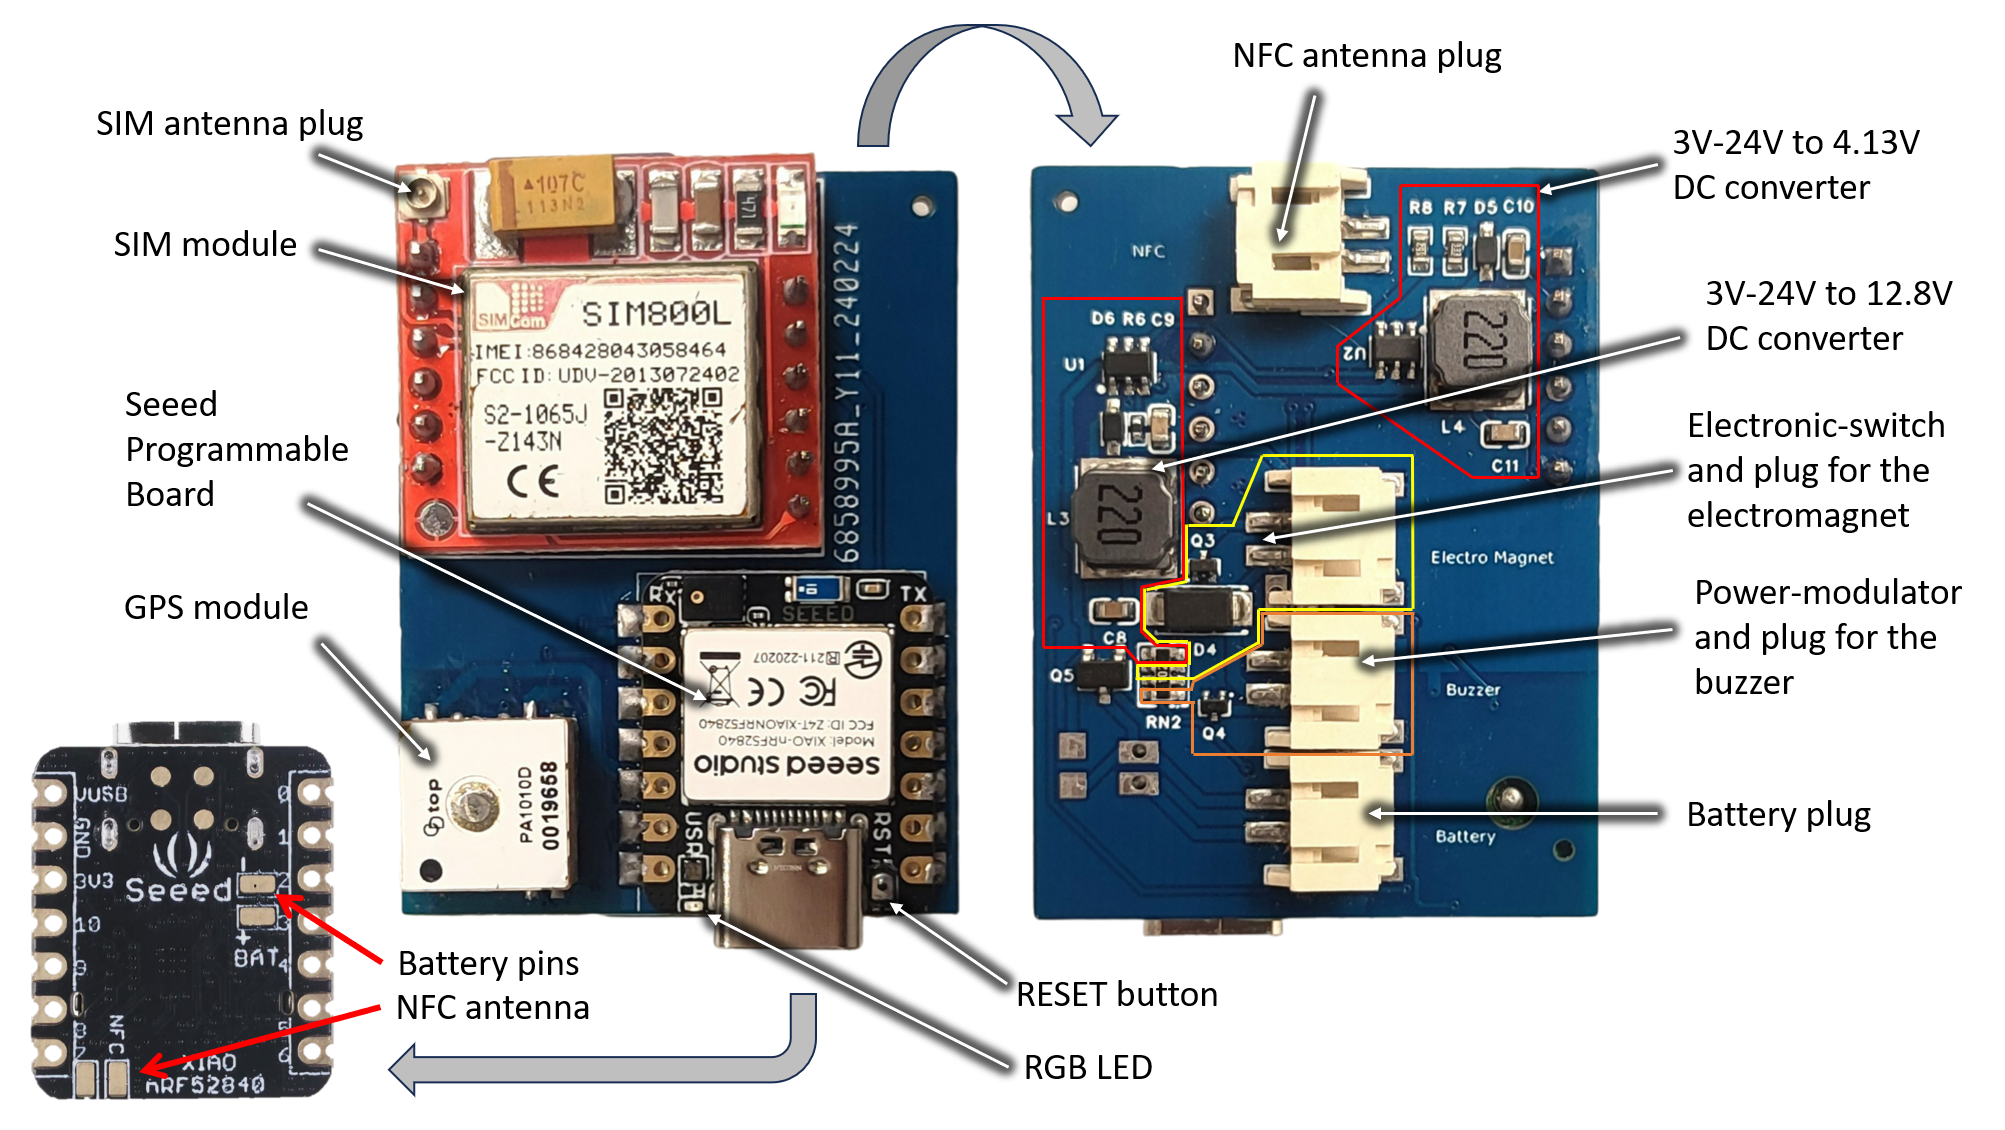 NFC antenna plug
SIM antenna plug
3V-24V to 4.13V
DC converter
SIM module
3V-24V to 12.8V
DC converter
Seeed
Programmable
Board
Electronic-switch
and plug for the
electromagnet
GPS module
Power-modulator
and plug for the
buzzer
Battery plug
Battery pins
NFC antenna
RESET button
RGB LED
107C
113N2
471
SIMCom
SIM800L
IMEI:868428043058464
FCC ID: UDV-2013072402
S2-1065J
-Z143N
CE
6858995A_Y11_240224
RX
SEEED
TX
211-220207
FC CE
FCC ID: Z4T-XIAONRF52840
Model: XIAO-nRF52840
seeed studio
USR
RST
top
PA1010D
0019658
VUSB
GND
3V3
10
9
8
7
0
1
2
3
4
5
6
Seeed
-
+
BAT
NFC
XIAO
nRF52840
NFC
R8 R7 D5 C10
U2
220
L4
C11
D6 R6 C9
U1
L3
220
Q3
C8
D4
Q5
RN2
Q4
Electro Magnet
Buzzer
Battery